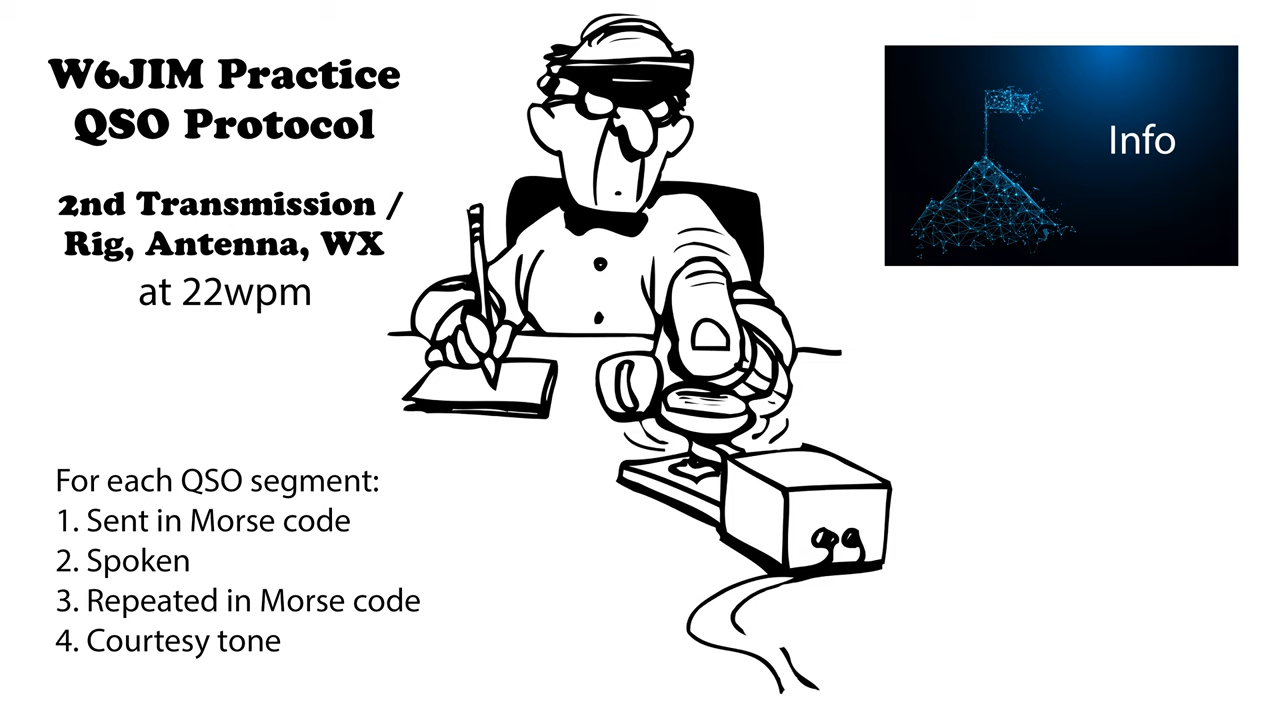 W6JIM Practice
QSO Protocol
2nd Transmission /
Rig, Antenna, WX
at 22wpm
Info
For each QSO segment:
1. Sent in Morse code
2. Spoken
3. Repeated in Morse code
4. Courtesy tone